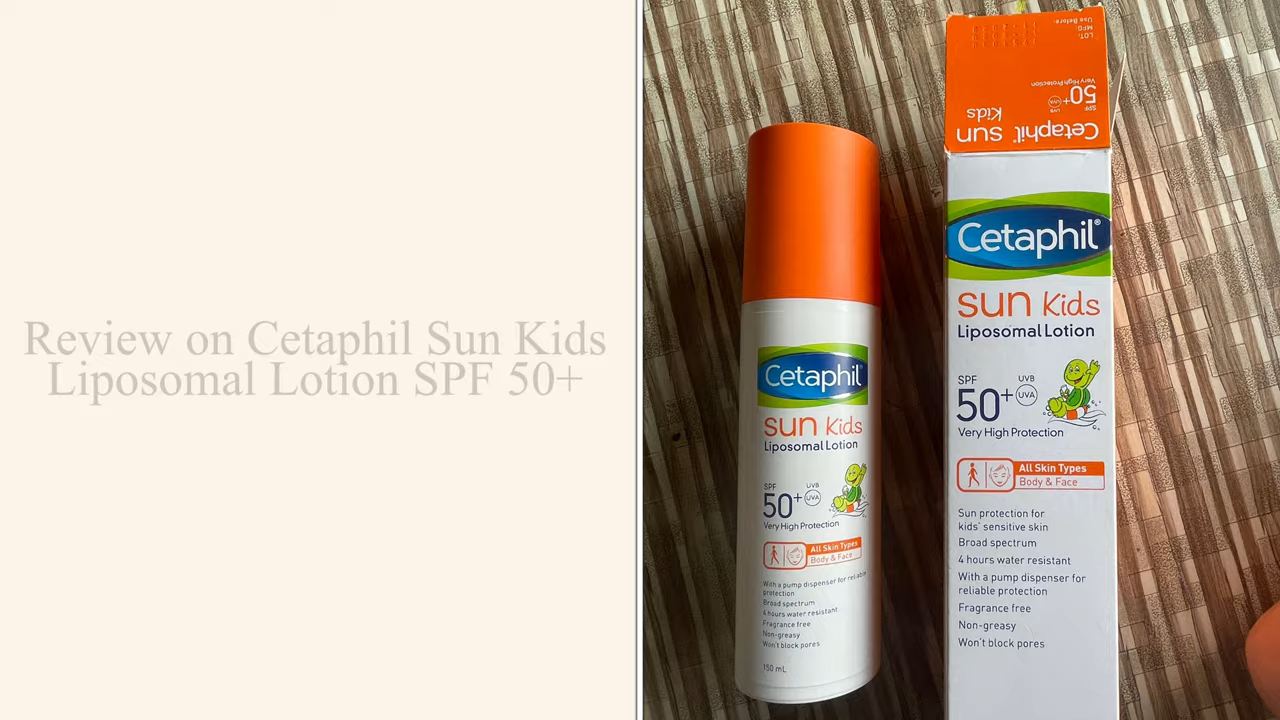 Review on Cetaphil Sun Kids
Liposomal Lotion SPF 50+
Cetaphil®
sun Kids
Liposomal Lotion
SPF
50+
UVB
UVA
Very High Protection
All Skin Types
Body & Face
With a pump dispenser for reliable
protection
Broad spectrum
4 hours water resistant
Fragrance free
Non-greasy
Won't block pores
150 mL
LOT.
MFG.
Use Before:
Cetaphil® sun
Kids
SPF
50+
UVB
UVA
Very High Protection
Cetaphil®
sun Kids
Liposomal Lotion
SPF
50+
UVB
UVA
Very High Protection
All Skin Types
Body & Face
Sun protection for
kids' sensitive skin
Broad spectrum
4 hours water resistant
With a pump dispenser for
reliable protection
Fragrance free
Non-greasy
Won't block pores